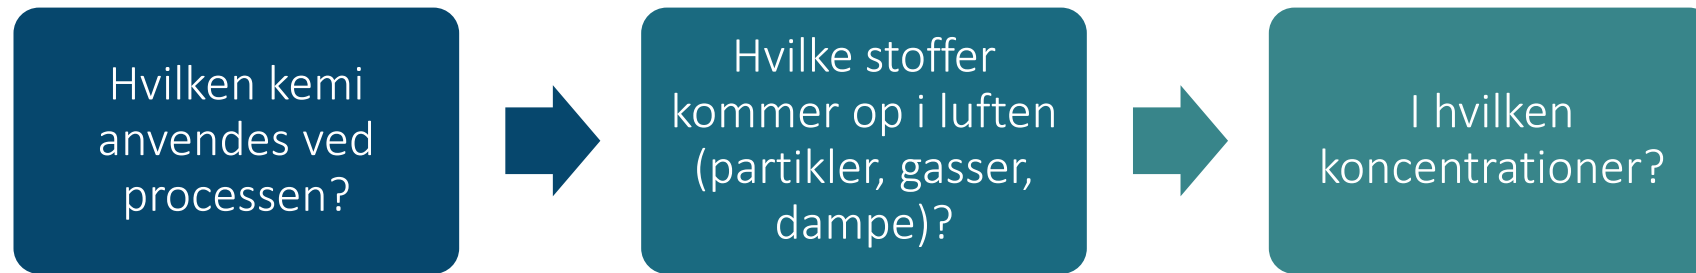 Hvilken kemi
anvendes ved
processen?
Hvilke stoffer
kommer op i luften
(partikler, gasser,
dampe)?
I hvilken
koncentrationer?